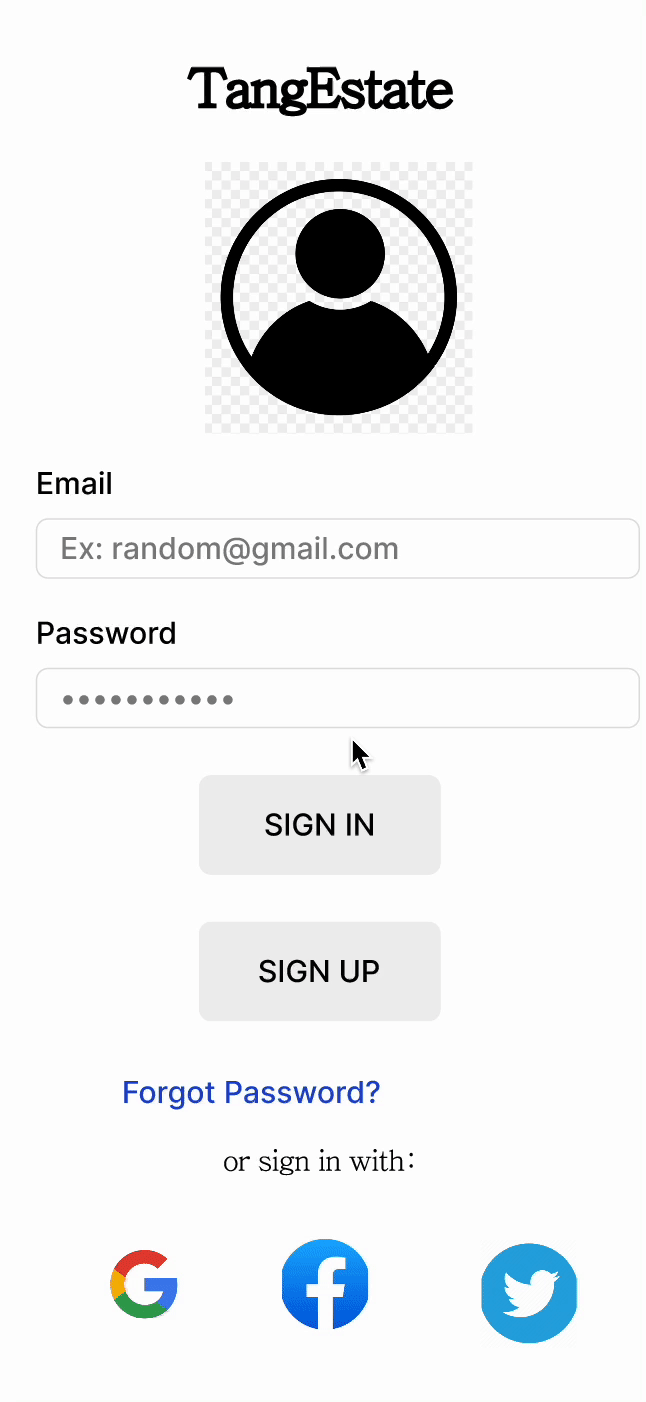 TangEstate
Email
Ex: random@gmail.com
Password
•••••••••••
SIGN IN
SIGN UP
Forgot Password?
or sign in with: